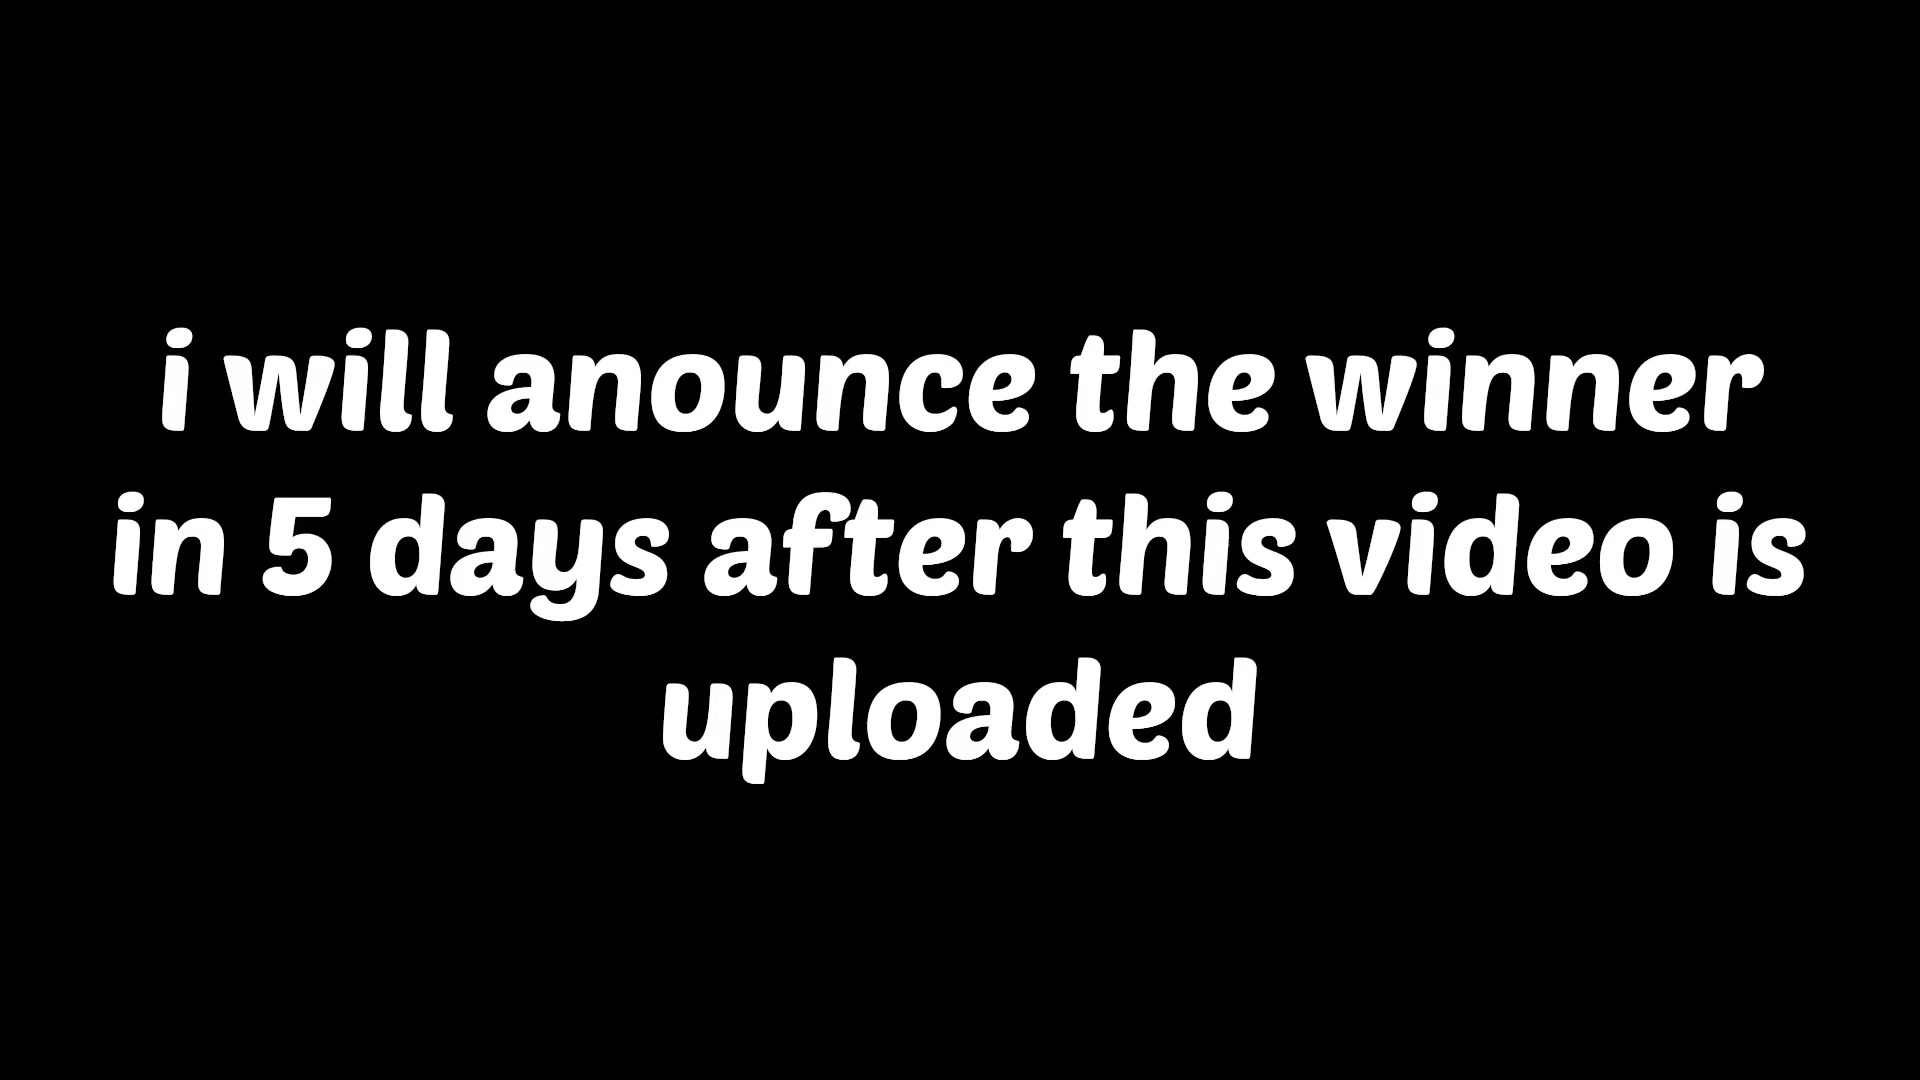 i will anounce the winner
in 5 days after this video is
uploaded